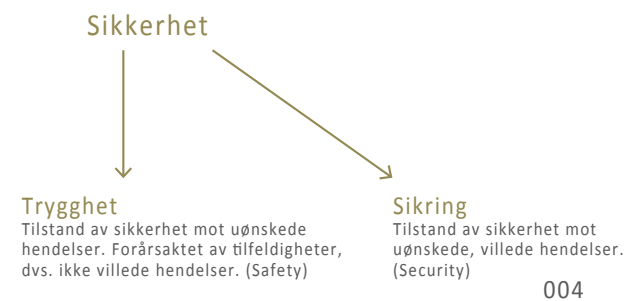 Sikkerhet
Trygghet
Tilstand av sikkerhet mot uønskede
hendelser. Forårsaktet av tilfeldigheter,
dvs. ikke villede hendelser. (Safety)
Sikring
Tilstand av sikkerhet mot
uønskede, villede hendelser.
(Security)
004